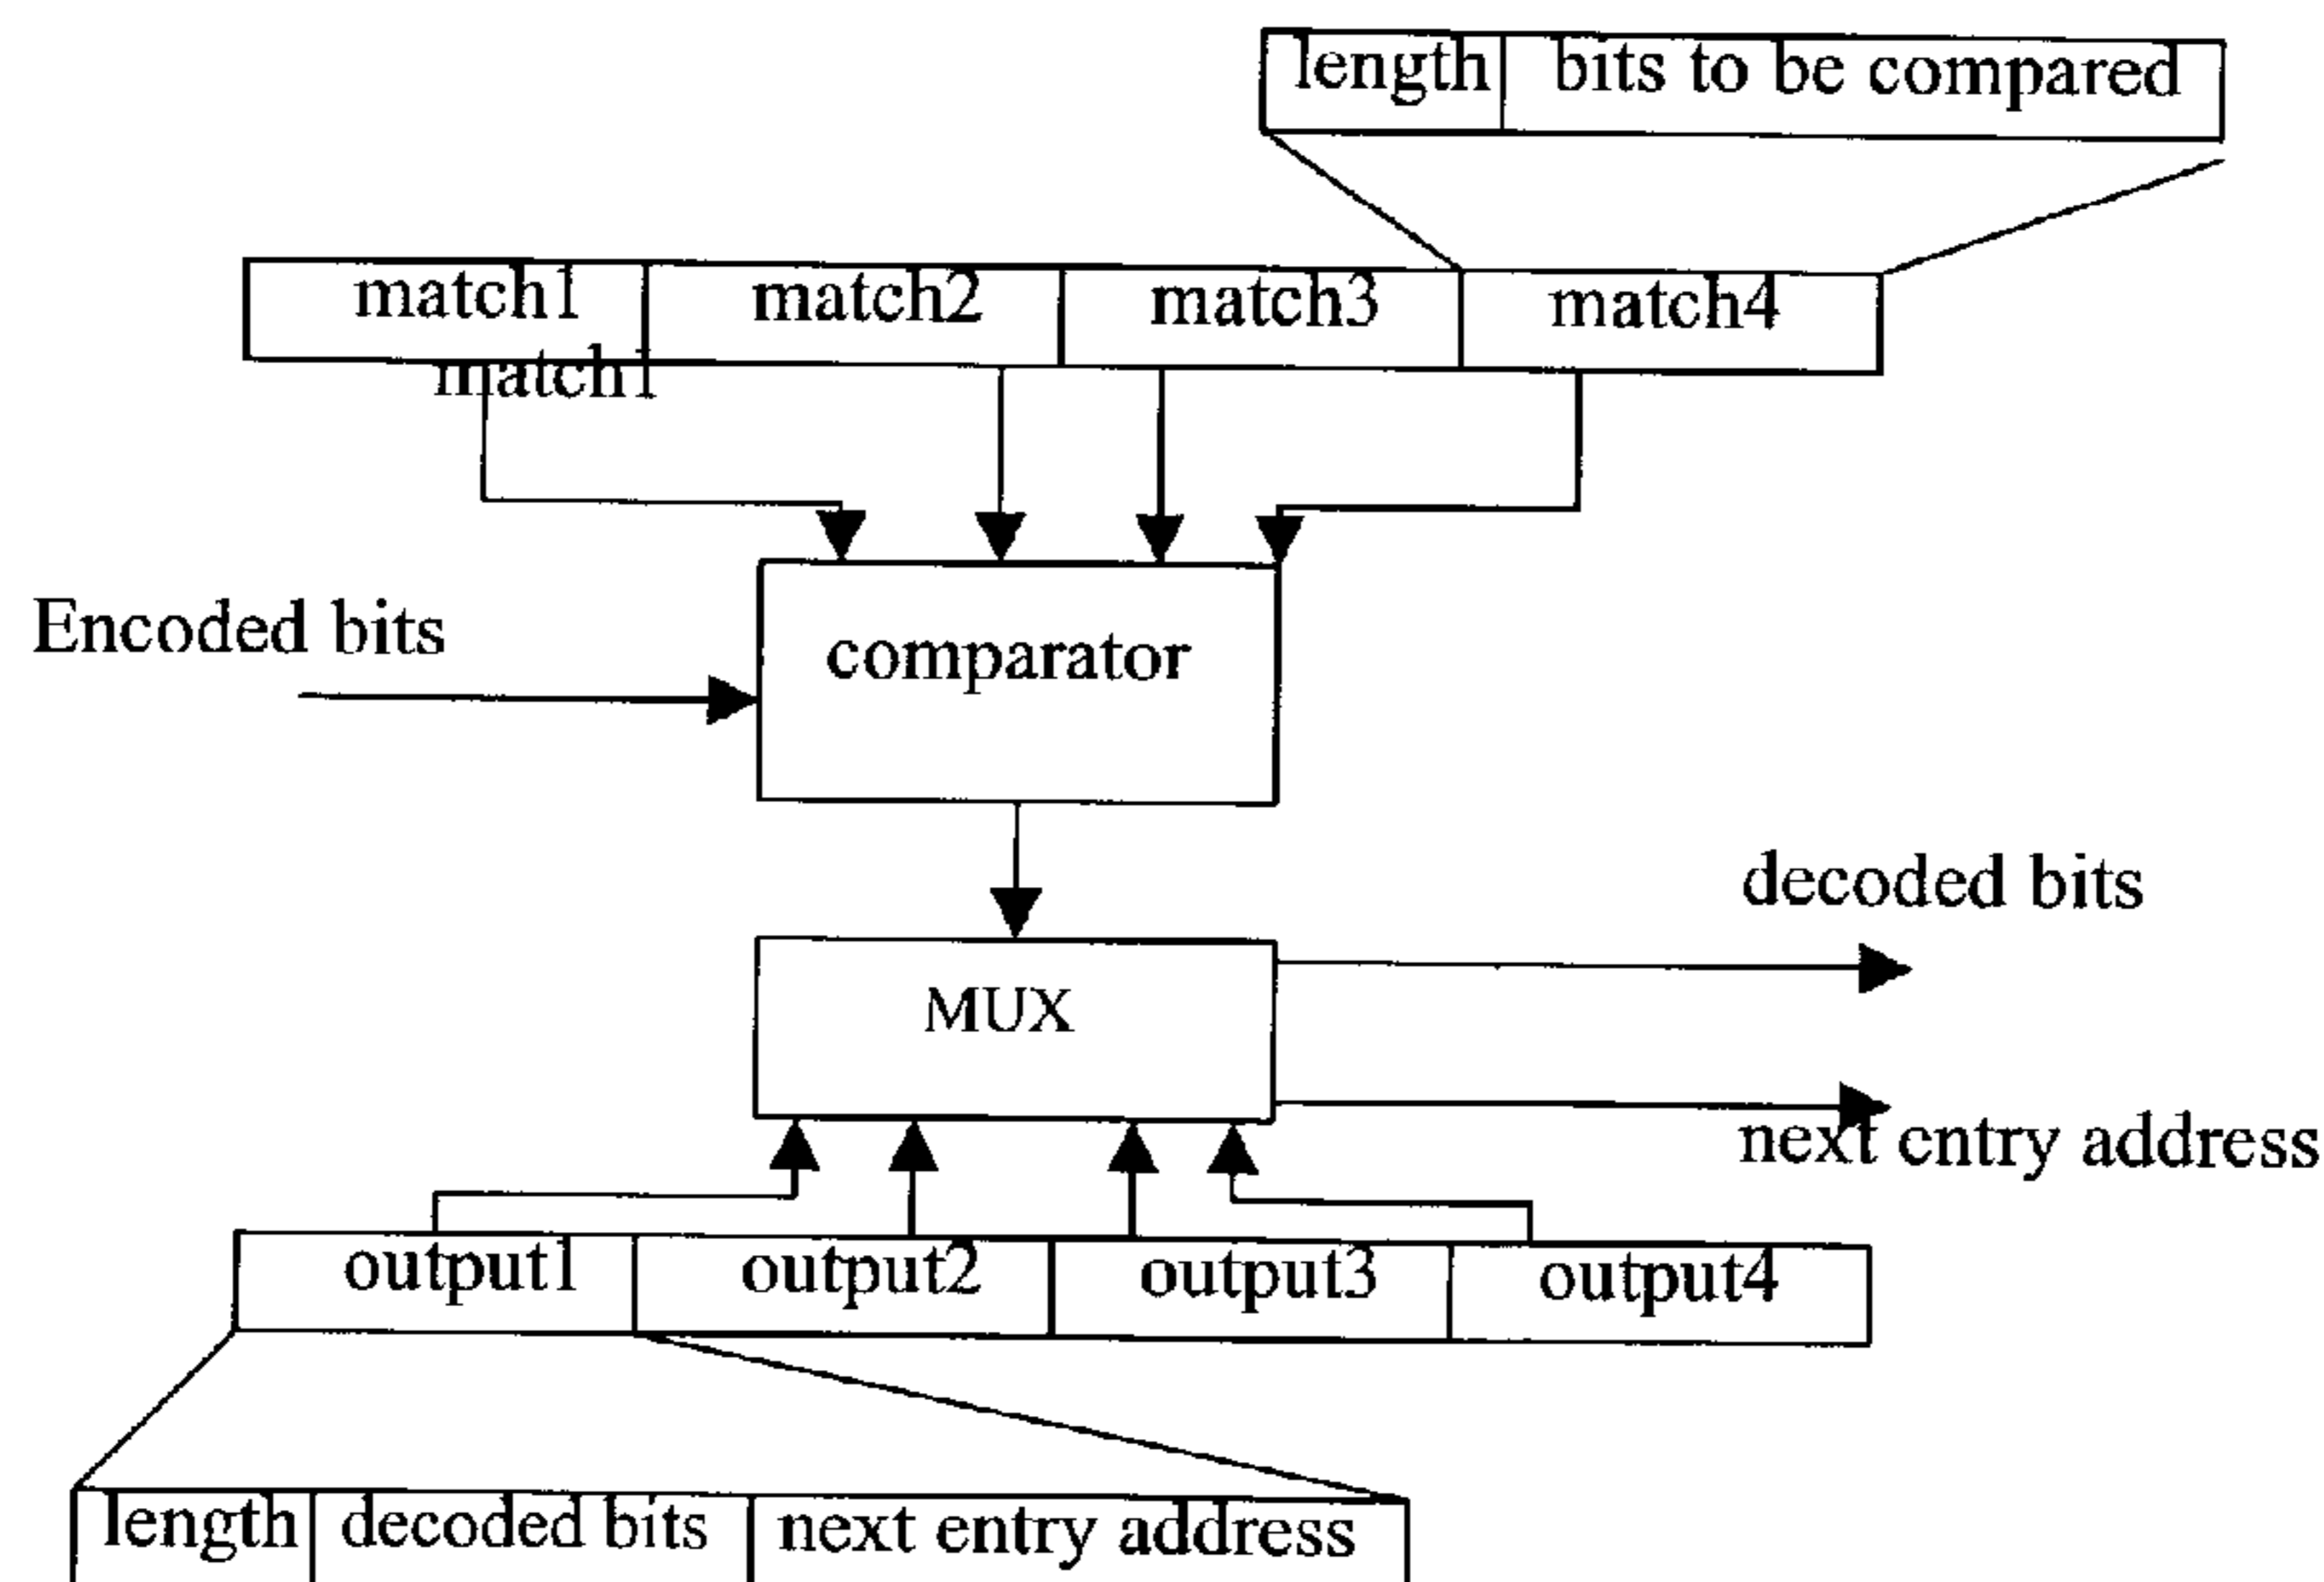 length bits to be compared
match1 match2 match3 match4
match1
Encoded bits
comparator
decoded bits
MUX
next entry address
output1 output2 output3 output4
length decoded bits next entry address